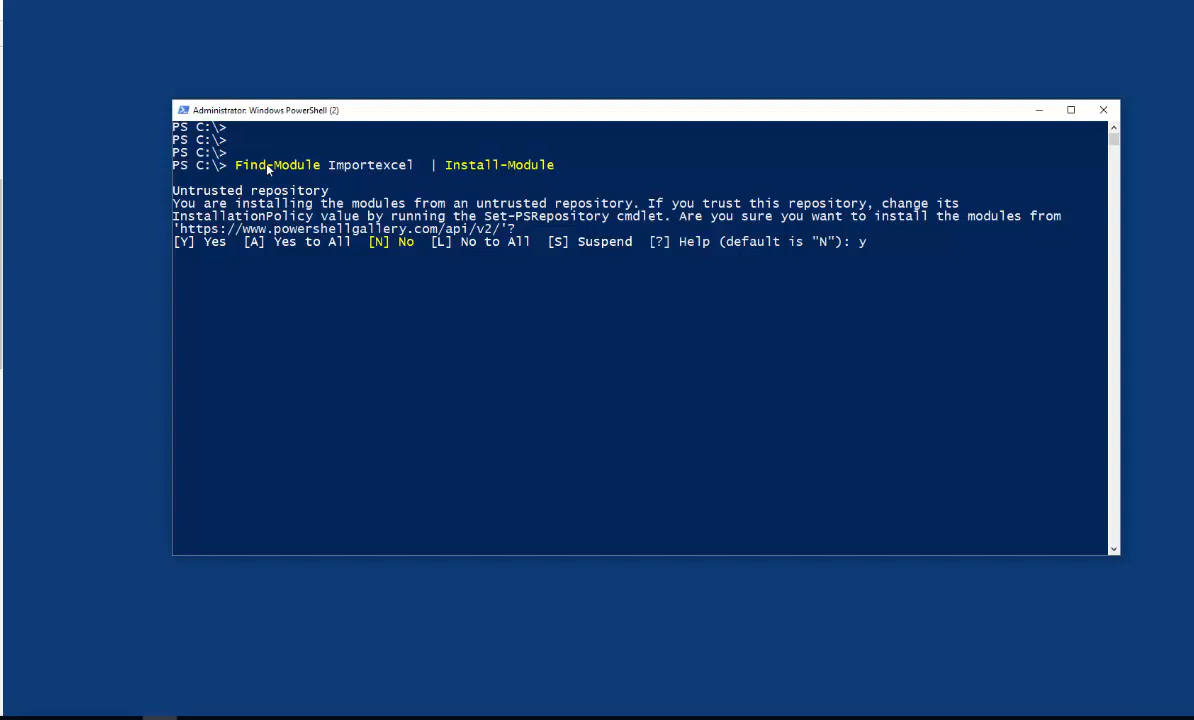 Administrator: Windows PowerShell (2)
PS C:\>
PS C:\>
PS C:\>
PS C:\> Find-Module Importexcel  | Install-Module
Untrusted repository
You are installing the modules from an untrusted repository. If you trust this repository, change its
InstallationPolicy value by running the Set-PSRepository cmdlet. Are you sure you want to install the modules from
'https://www.powershellgallery.com/api/v2/'?
[Y] Yes  [A] Yes to All  [N] No  [L] No to All  [S] Suspend  [?] Help (default is "N"): y